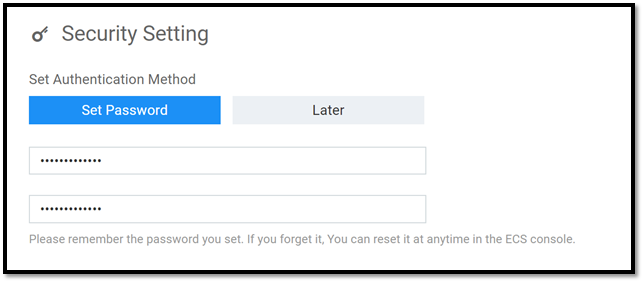 Security Setting
Set Authentication Method
Set Password
Later
•••••••••••••
•••••••••••••
Please remember the password you set. If you forget it, You can reset it at anytime in the ECS console.